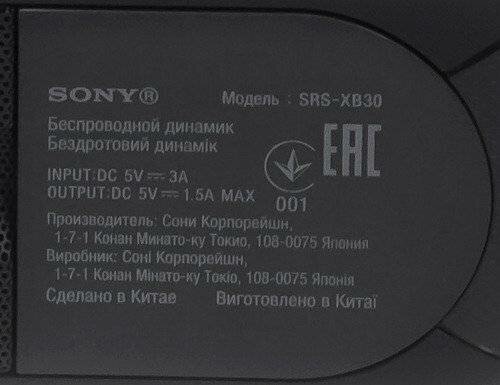 SONY® Модель : SRS-XB30
Беспроводной динамик
Бездротовий динамік
INPUT:DC 5V ⎓ 3A
OUTPUT:DC 5V ⎓ 1.5A MAX
EAC
001
Производитель: Сони Корпорейшн,
1-7-1 Конан Минато-ку Токио, 108-0075 Япония
Виробник: Соні Корпорейшн,
1-7-1 Конан Мінато-ку Токіо, 108-0075 Японія
Сделано в Китае Виготовлено в Китаї